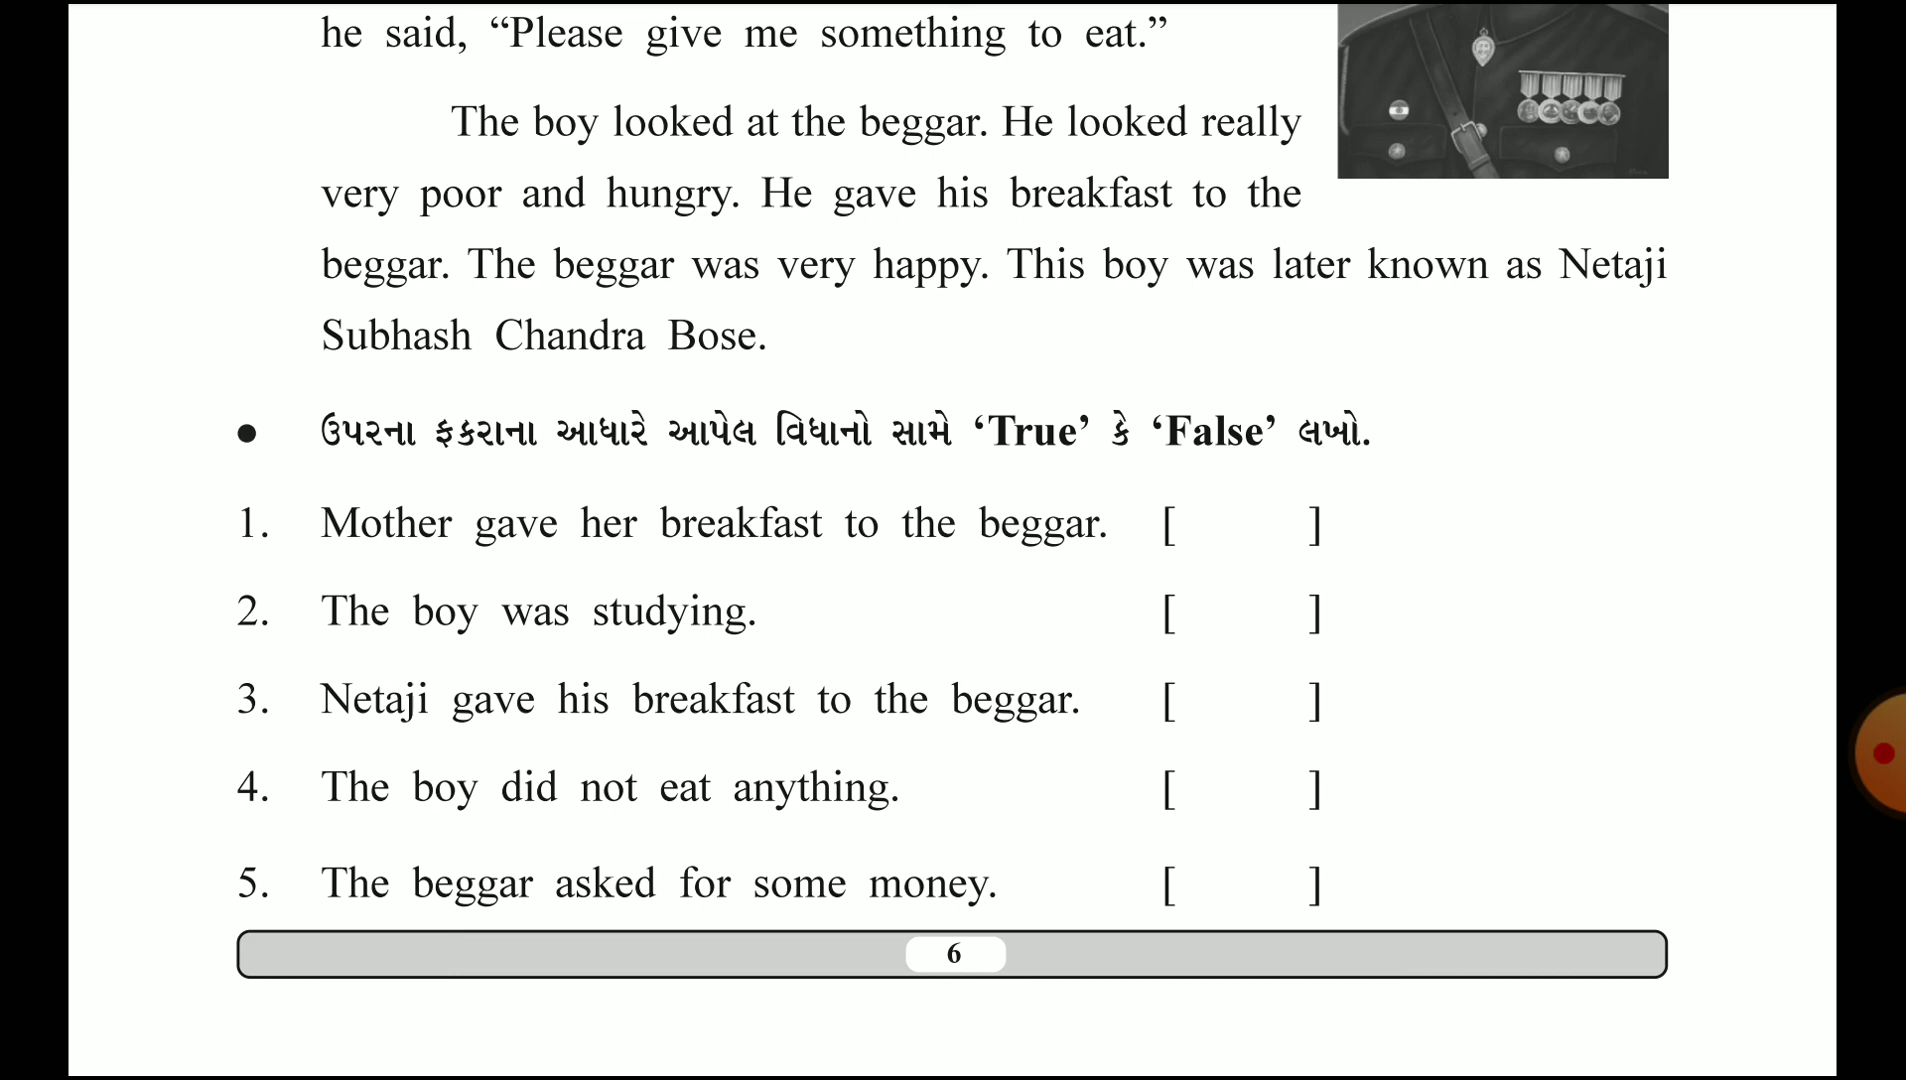 he said, “Please give me something to eat.”
The boy looked at the beggar. He looked really
very poor and hungry. He gave his breakfast to the
beggar. The beggar was very happy. This boy was later known as Netaji
Subhash Chandra Bose.
● ઉપરના ફકરાના આધારે આપેલ વિધાનો સામે ‘True’ કે ‘False’ લખો.
1. Mother gave her breakfast to the beggar. [ ]
2. The boy was studying. [ ]
3. Netaji gave his breakfast to the beggar. [ ]
4. The boy did not eat anything. [ ]
5. The beggar asked for some money. [ ]
6